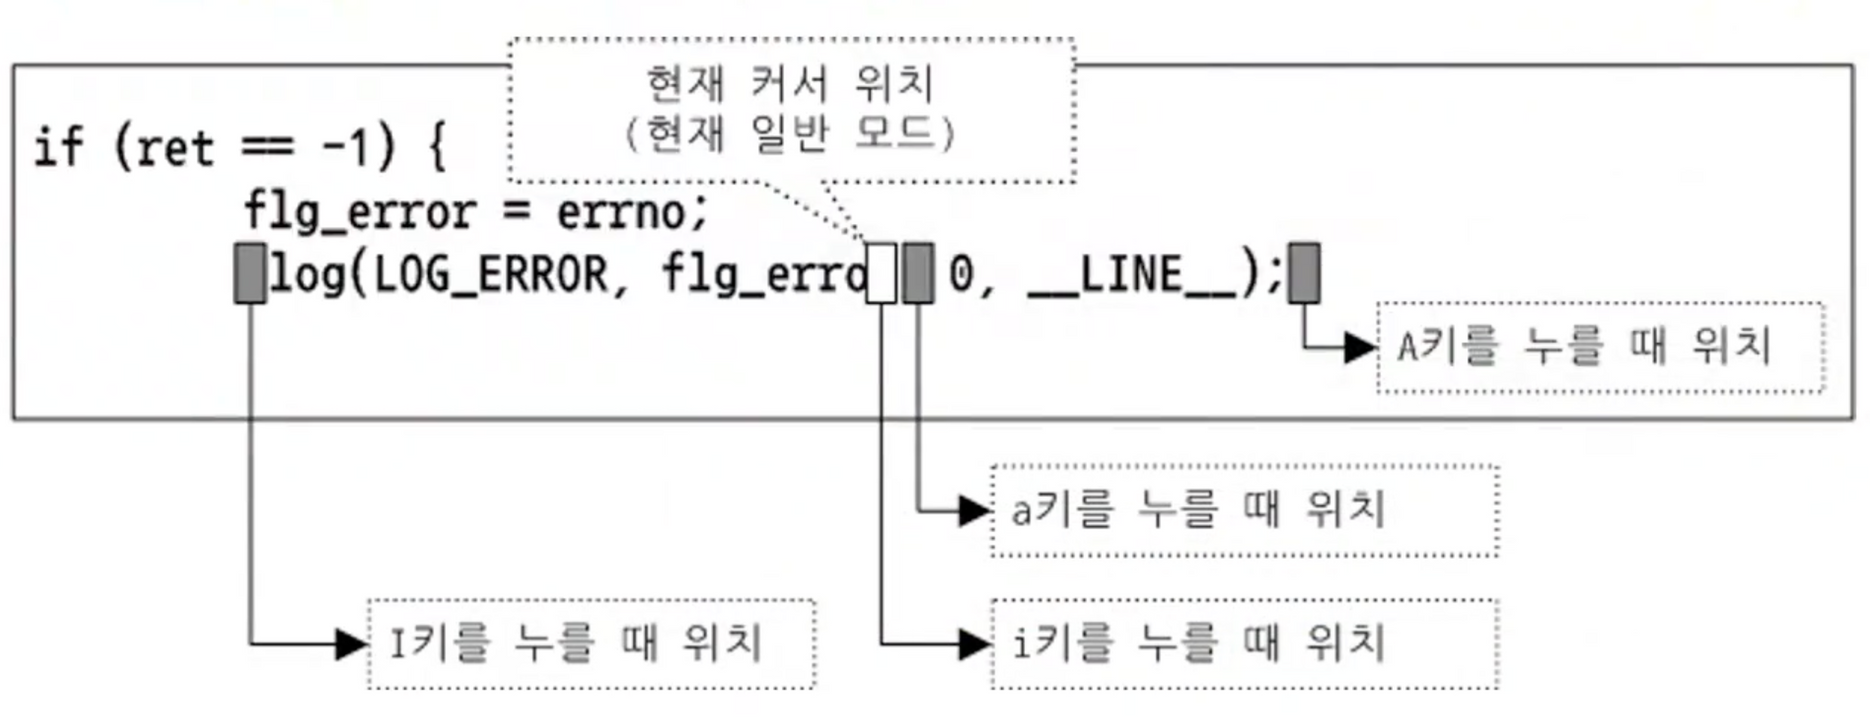 현재 커서 위치
(현재 일반 모드)
if (ret == -1) {
flg_error = errno;
log(LOG_ERROR, flg_erro 0, __LINE__);
A키를 누를 때 위치
a키를 누를 때 위치
I키를 누를 때 위치
i키를 누를 때 위치